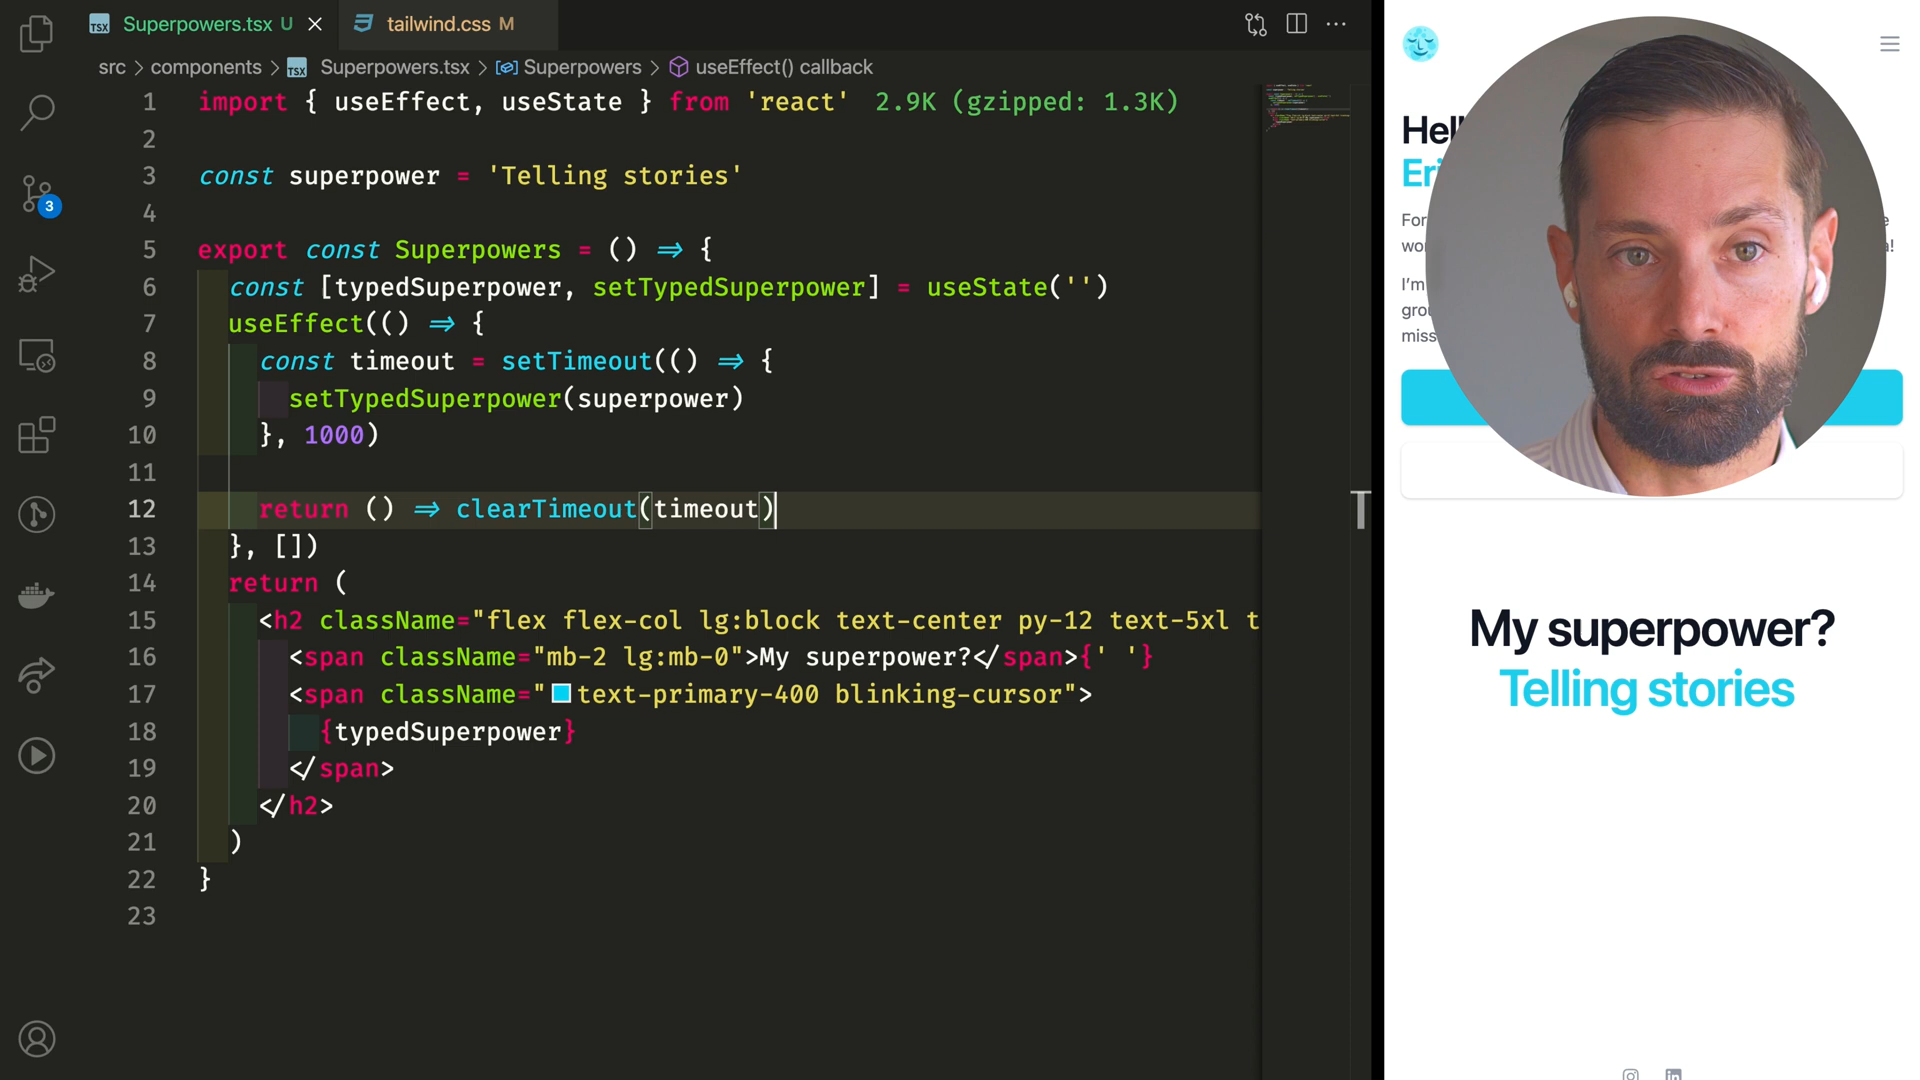 Superpowers.tsx U
tailwind.css M
src > components > Superpowers.tsx > Superpowers > useEffect() callback
1 import { useEffect, useState } from 'react' 2.9K (gzipped: 1.3K)
2
3 const superpower = 'Telling stories'
4
5 export const Superpowers = () => {
6 const [typedSuperpower, setTypedSuperpower] = useState('')
7 useEffect(() => {
8 const timeout = setTimeout(() => {
9 setTypedSuperpower(superpower)
10 }, 1000)
11
12 return () => clearTimeout(timeout)
13 }, [])
14 return (
15 <h2 className="flex flex-col lg:block text-center py-12 text-5xl t
16 <span className="mb-2 lg:mb-0">My superpower?</span>{' '}
17 <span className="text-primary-400 blinking-cursor">
18 {typedSuperpower}
19 </span>
20 </h2>
21 )
22 }
23
3
I'm
My superpower?
Telling stories